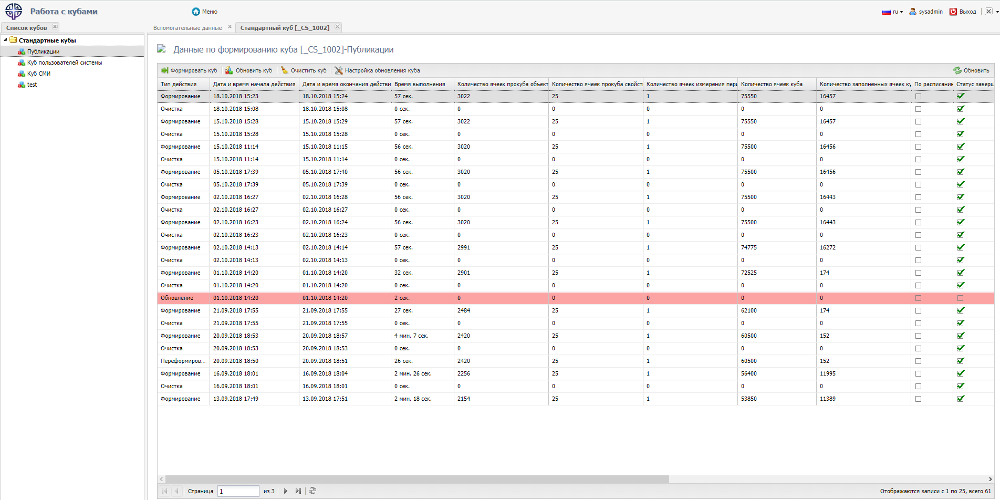 Работа с кубами
Меню
ru
sysadmin
Выход
Список кубов
Вспомогательные данные
Стандартный куб [_CS_1002]
Стандартные кубы
Публикации
Куб пользователей системы
Куб СМИ
test
Данные по формированию куба [_CS_1002]-Публикации
Формировать куб Обновить куб Очистить куб Настройка обновления куба Обновить
Тип действия Дата и время начала действия Дата и время окончания действи Время выполнения Количество ячеек прокуба объект Количество ячеек прокуба свойст Количество ячеек измерения пери Количество ячеек куба Количество заполненных ячеек ку По расписанию Статус заверш
Формирование 18.10.2018 15:23 18.10.2018 15:24 57 сек. 3022 25 1 75550 16457
Очистка 18.10.2018 15:08 18.10.2018 15:08 0 сек. 0 0 0 0 0
Формирование 15.10.2018 15:28 15.10.2018 15:29 57 сек. 3022 25 1 75550 16457
Очистка 15.10.2018 15:28 15.10.2018 15:28 0 сек. 0 0 0 0 0
Формирование 15.10.2018 11:14 15.10.2018 11:15 56 сек. 3020 25 1 75500 16456
Очистка 15.10.2018 11:14 15.10.2018 11:14 0 сек. 0 0 0 0 0
Формирование 05.10.2018 17:39 05.10.2018 17:40 56 сек. 3020 25 1 75500 16456
Очистка 05.10.2018 17:39 05.10.2018 17:39 0 сек. 0 0 0 0 0
Формирование 02.10.2018 16:27 02.10.2018 16:28 56 сек. 3020 25 1 75500 16443
Очистка 02.10.2018 16:27 02.10.2018 16:27 0 сек. 0 0 0 0 0
Формирование 02.10.2018 16:23 02.10.2018 16:24 56 сек. 3020 25 1 75500 16443
Очистка 02.10.2018 16:23 02.10.2018 16:23 0 сек. 0 0 0 0 0
Формирование 02.10.2018 14:13 02.10.2018 14:14 57 сек. 2991 25 1 74775 16272
Очистка 02.10.2018 14:13 02.10.2018 14:13 0 сек. 0 0 0 0 0
Формирование 01.10.2018 14:20 01.10.2018 14:20 32 сек. 2901 25 1 72525 174
Очистка 01.10.2018 14:20 01.10.2018 14:20 0 сек. 0 0 0 0 0
Обновление 01.10.2018 14:20 01.10.2018 14:20 2 сек. 0 0 0 0 0
Формирование 21.09.2018 17:55 21.09.2018 17:55 27 сек. 2484 25 1 62100 174
Очистка 21.09.2018 17:55 21.09.2018 17:55 0 сек. 0 0 0 0 0
Формирование 20.09.2018 18:53 20.09.2018 18:57 4 мин. 7 сек. 2420 25 1 60500 152
Очистка 20.09.2018 18:53 20.09.2018 18:53 0 сек. 0 0 0 0 0
Переформиров... 20.09.2018 18:50 20.09.2018 18:51 26 сек. 2420 25 1 60500 152
Формирование 16.09.2018 18:01 16.09.2018 18:04 2 мин. 26 сек. 2256 25 1 56400 11995
Очистка 16.09.2018 18:01 16.09.2018 18:01 0 сек. 0 0 0 0 0
Формирование 13.09.2018 17:49 13.09.2018 17:51 2 мин. 18 сек. 2154 25 1 53850 11389
Страница 1 из 3
Отображаются записи с 1 по 25, всего 61